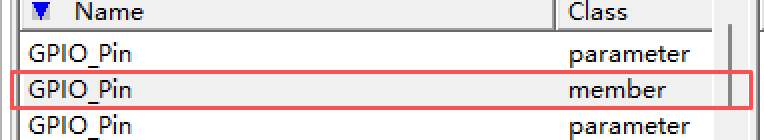 Name Class
GPIO_Pin parameter
GPIO_Pin member
GPIO_Pin parameter